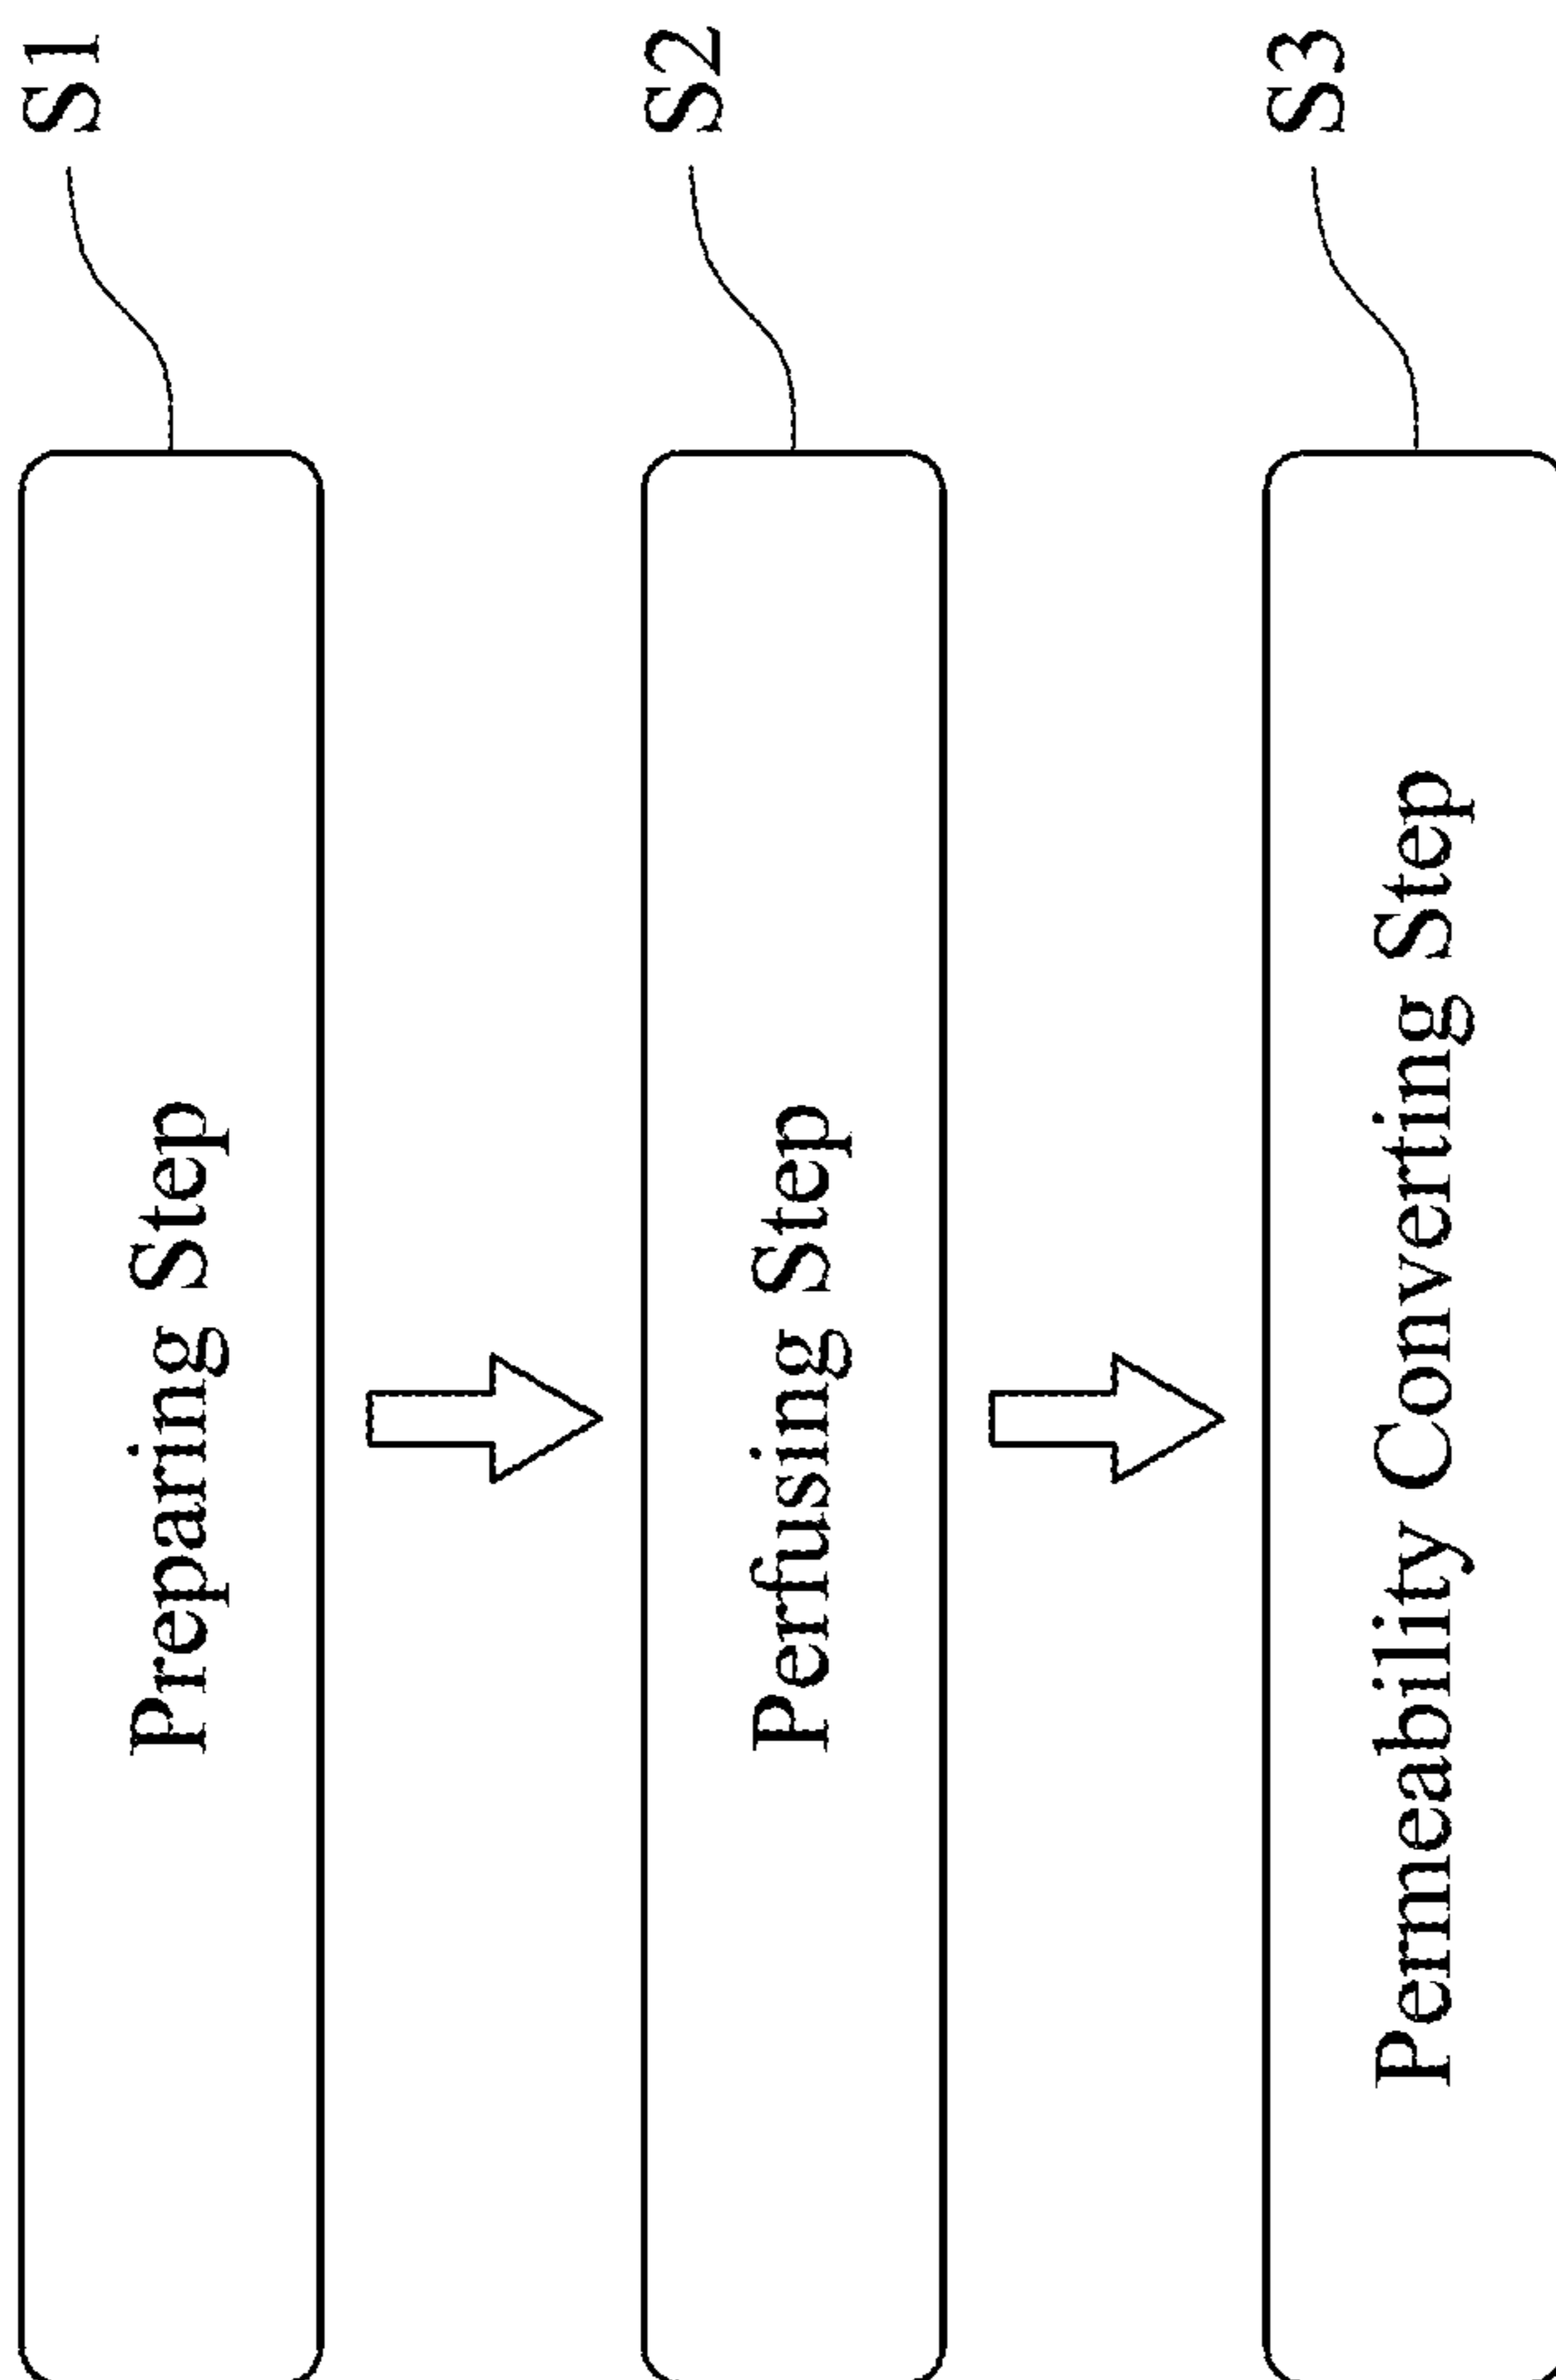 Preparing Step
S1
Perfusing Step
S2
Permeability Converting Step
S3